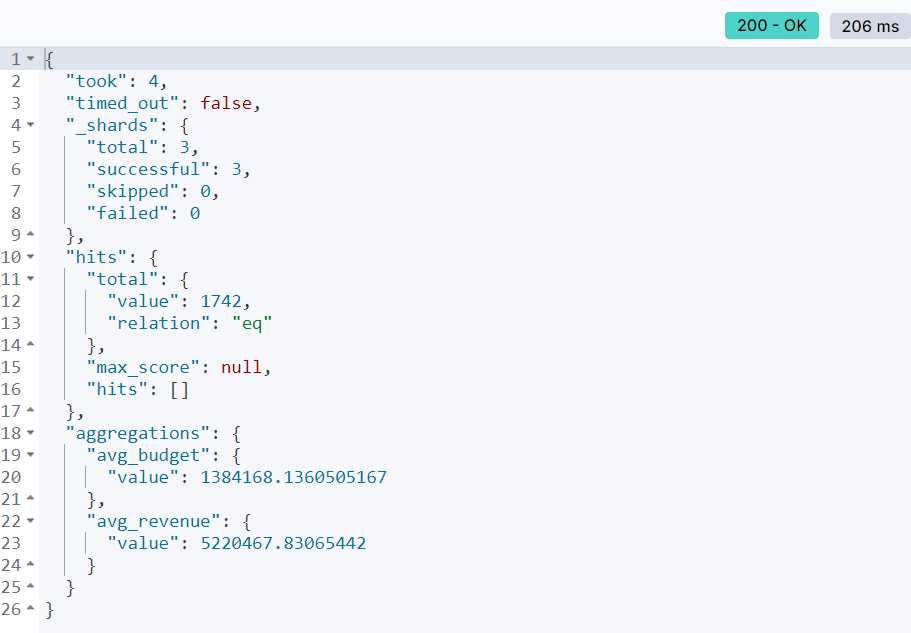 200 - OK
206 ms
1 {
2 "took": 4,
3 "timed_out": false,
4 "_shards": {
5 "total": 3,
6 "successful": 3,
7 "skipped": 0,
8 "failed": 0
9 },
10 "hits": {
11 "total": {
12 "value": 1742,
13 "relation": "eq"
14 },
15 "max_score": null,
16 "hits": []
17 },
18 "aggregations": {
19 "avg_budget": {
20 "value": 1384168.1360505167
21 },
22 "avg_revenue": {
23 "value": 5220467.83065442
24 }
25 }
26 }